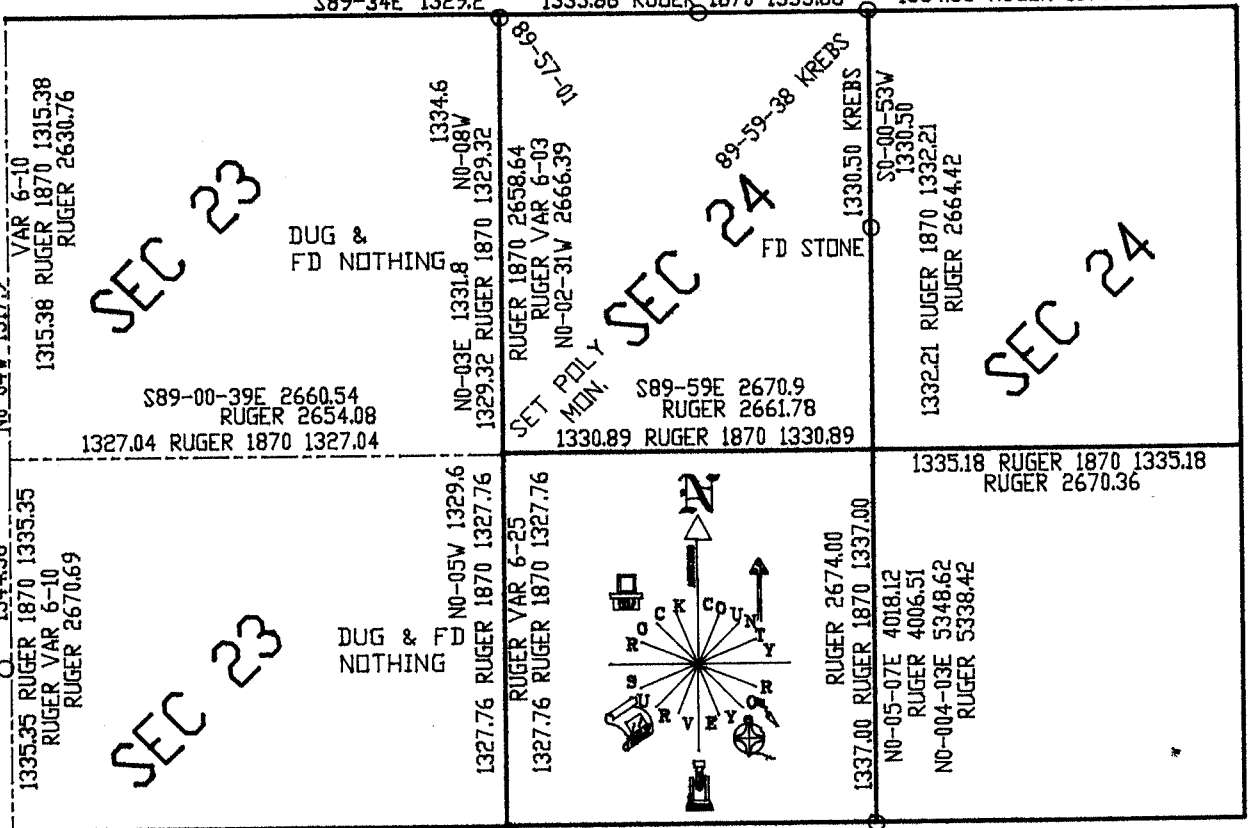 S89-34E 1329.2
1335.88 RUGER 1870
VAR 6-10
1315.38 RUGER 1870 1315.38
RUGER 2630.76
SEC 23
DUG &
FD NOTHING
1334.6
N0-08W
N0-03E 1331.8
1329.32 RUGER 1870 1329.32
S89-00-39E 2660.54
RUGER 2654.08
1327.04 RUGER 1870 1327.04
89-57-01
RUGER 1870 2658.64
RUGER VAR 6-03
N0-02-31W 2666.39
89-59-38 KREBS
SEC 24
FD STONE
1330.50 KREBS
SET POLY
MON.
S89-59E 2670.9
RUGER 2661.78
1330.89 RUGER 1870 1330.89
S0-00-53W
1330.50
1332.21 RUGER 1870 1332.21
RUGER 2664.42
SEC 24
1335.35 RUGER 1870 1335.35
RUGER VAR 6-10
RUGER 2670.69
SEC 23
DUG & FD
NOTHING
N0-05W 1329.6
1327.76 RUGER 1870 1327.76
RUGER VAR 6-25
1327.76 RUGER 1870 1327.76
N
ROCK COUNTY
SURVEYOR
RUGER 2674.00
1337.00 RUGER 1870 1337.00
1335.18 RUGER 1870 1335.18
RUGER 2670.36
N0-05-07E 4018.12
RUGER 4006.51
N0-004-03E 5348.62
RUGER 5338.42